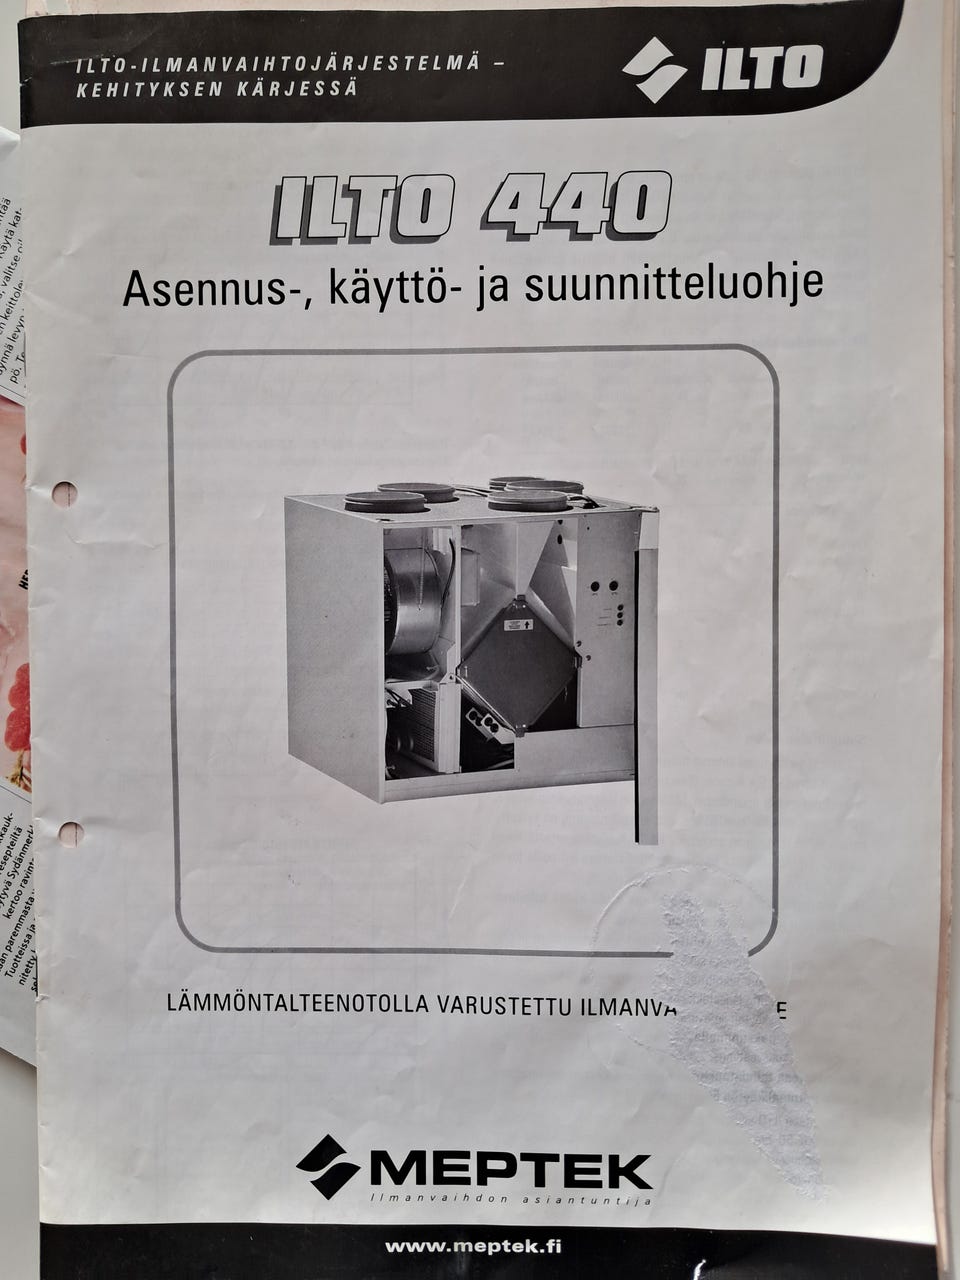 ILTO-ILMANVAIHTOJÄRJESTELMÄ –
KEHITYKSEN KÄRJESSÄ
ILTO
ILTO 440
Asennus-, käyttö- ja suunnitteluohje
LÄMMÖNTALTEENOTOLLA VARUSTETTU ILMANVA E
MEPTEK
Ilmanvaihdon asiantuntija
www.meptek.fi